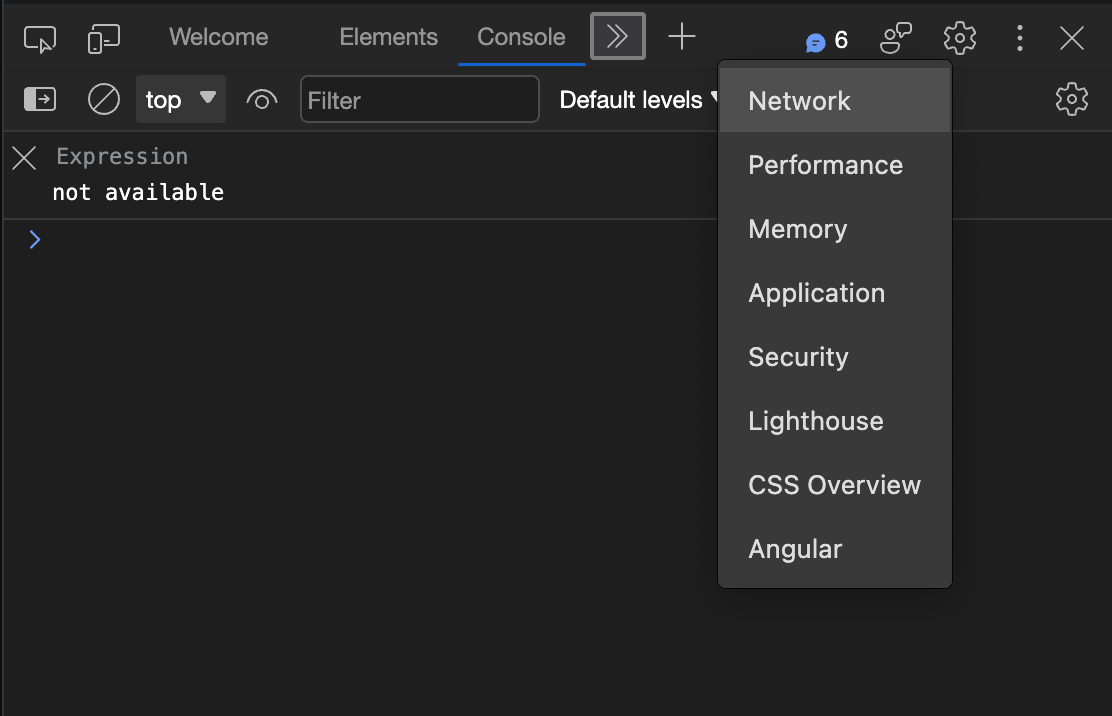 Welcome Elements Console 6
top Filter Default levels
Expression
not available
Network
Performance
Memory
Application
Security
Lighthouse
CSS Overview
Angular